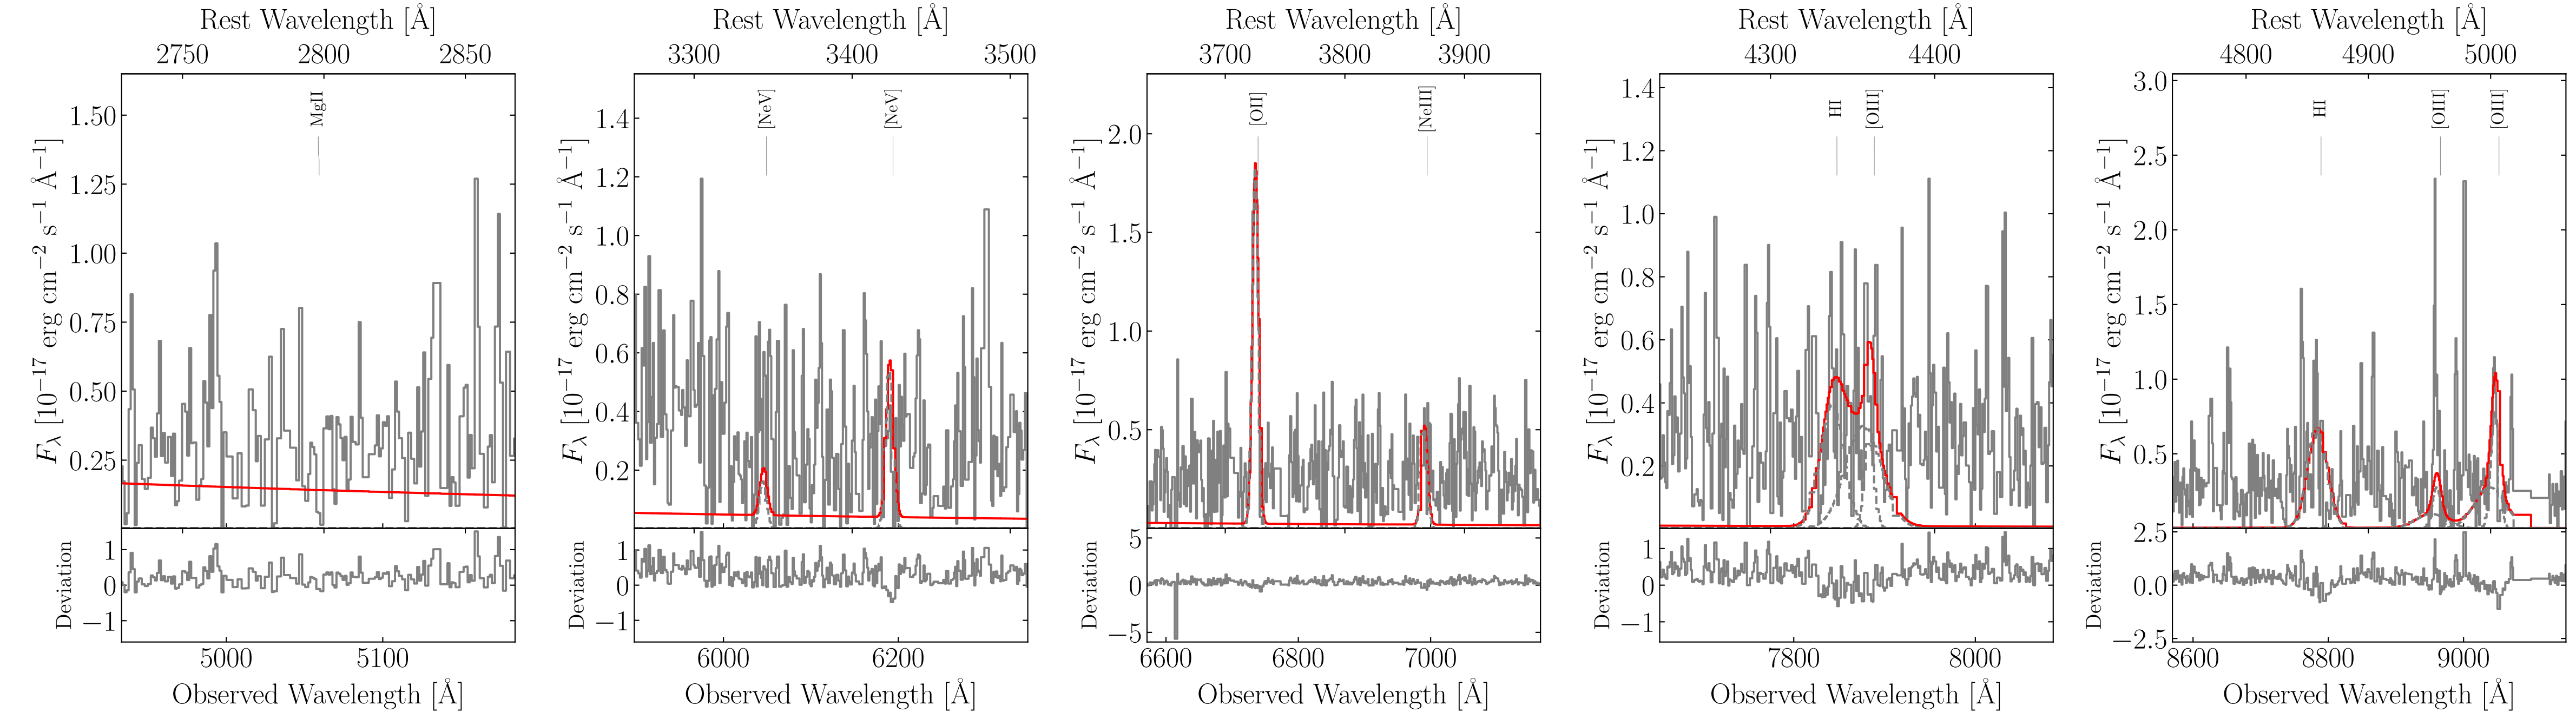 Rest Wavelength [Å]
2750 2800 2850
MgII
1.50
1.25
1.00
0.75
0.50
0.25
F_λ [10⁻¹⁷ erg cm⁻² s⁻¹ Å⁻¹]
1
0
−1
Deviation
5000 5100
Observed Wavelength [Å]
Rest Wavelength [Å]
3300 3400 3500
[NeV] [NeV]
1.4
1.2
1.0
0.8
0.6
0.4
0.2
F_λ [10⁻¹⁷ erg cm⁻² s⁻¹ Å⁻¹]
1
0
−1
Deviation
6000 6200
Observed Wavelength [Å]
Rest Wavelength [Å]
3700 3800 3900
[OII] [NeIII]
2.0
1.5
1.0
0.5
F_λ [10⁻¹⁷ erg cm⁻² s⁻¹ Å⁻¹]
5
0
−5
Deviation
6600 6800 7000
Observed Wavelength [Å]
Rest Wavelength [Å]
4300 4400
HI [OIII]
1.4
1.2
1.0
0.8
0.6
0.4
0.2
F_λ [10⁻¹⁷ erg cm⁻² s⁻¹ Å⁻¹]
1
0
−1
Deviation
7800 8000
Observed Wavelength [Å]
Rest Wavelength [Å]
4800 4900 5000
HI [OIII] [OIII]
3.0
2.5
2.0
1.5
1.0
0.5
F_λ [10⁻¹⁷ erg cm⁻² s⁻¹ Å⁻¹]
2.5
0.0
−2.5
Deviation
8600 8800 9000
Observed Wavelength [Å]